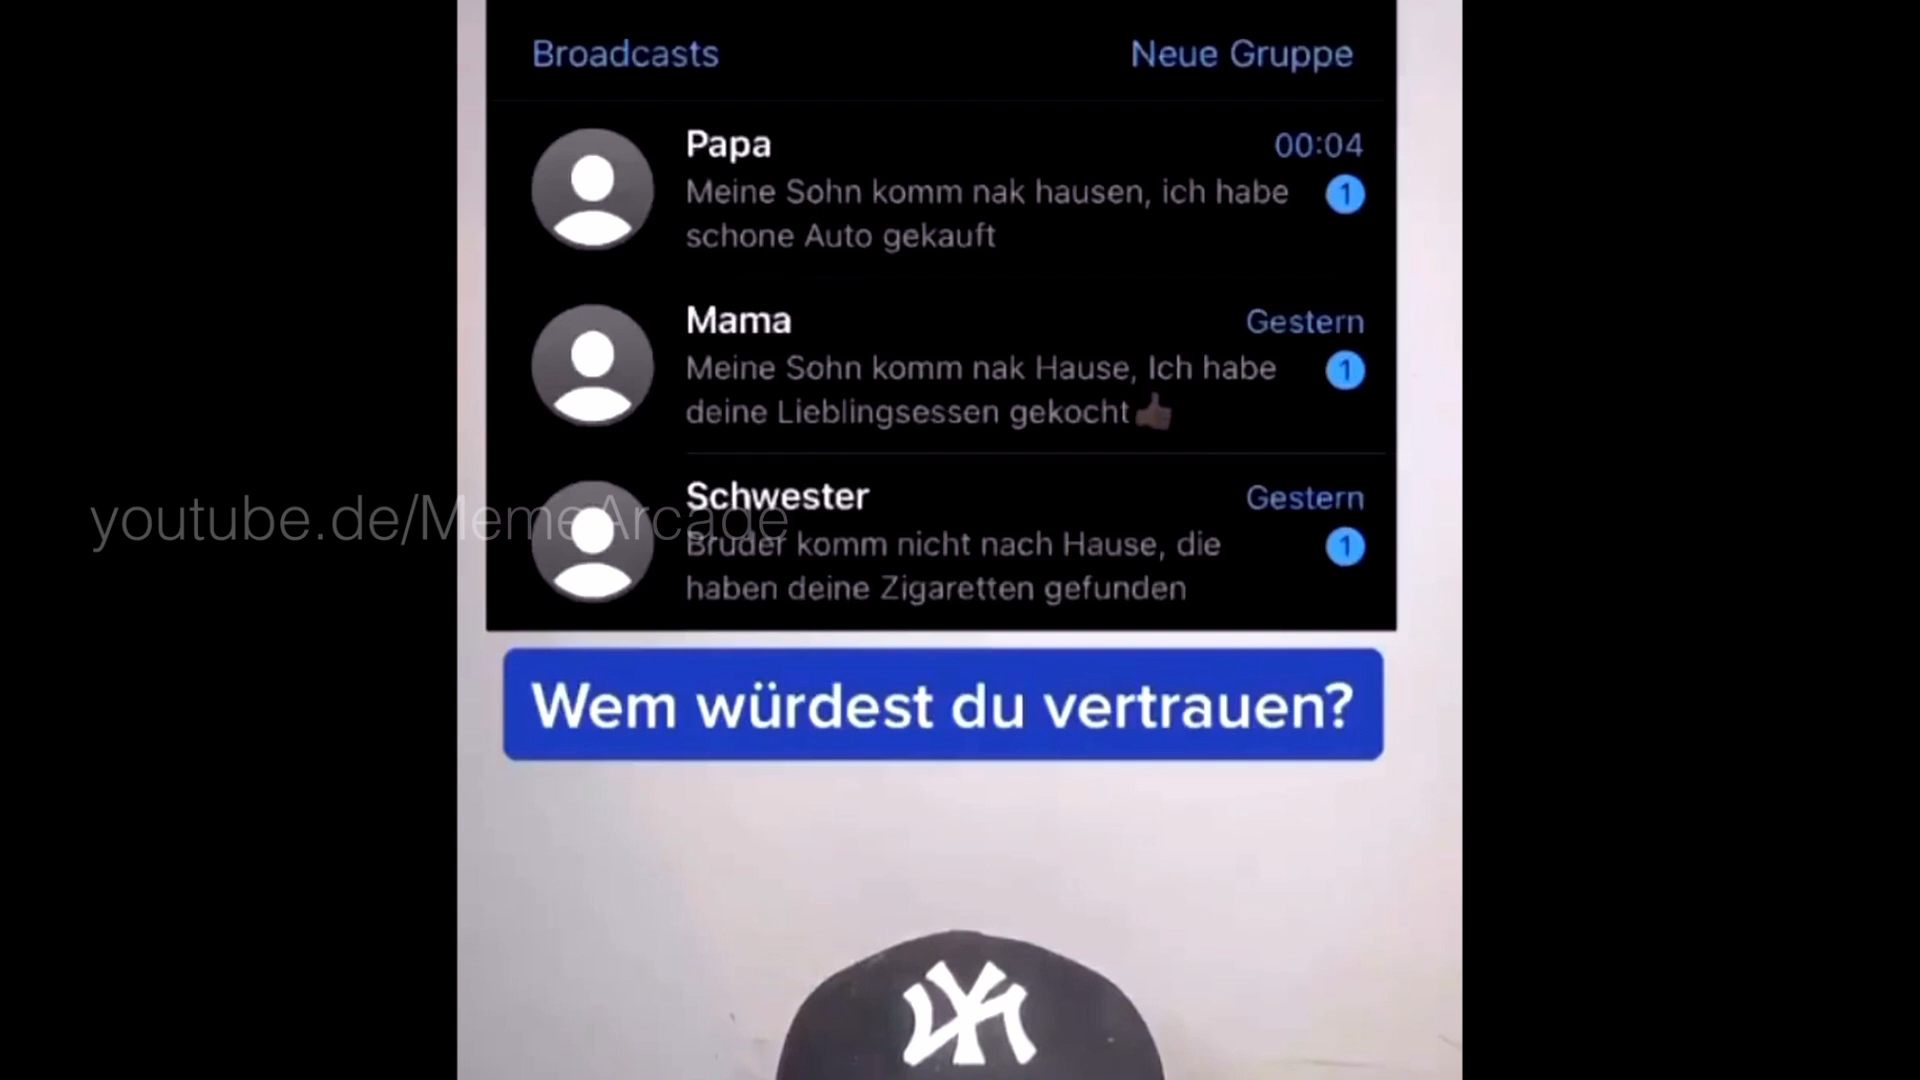 Broadcasts
Neue Gruppe
Papa
00:04
Meine Sohn komm nak hausen, ich habe
1
schone Auto gekauft
Mama
Gestern
Meine Sohn komm nak Hause, Ich habe
1
deine Lieblingsessen gekocht👍🏿
Schwester
Gestern
youtube.de/MemeArcade
Bruder komm nicht nach Hause, die
1
haben deine Zigaretten gefunden
Wem würdest du vertrauen?
NY